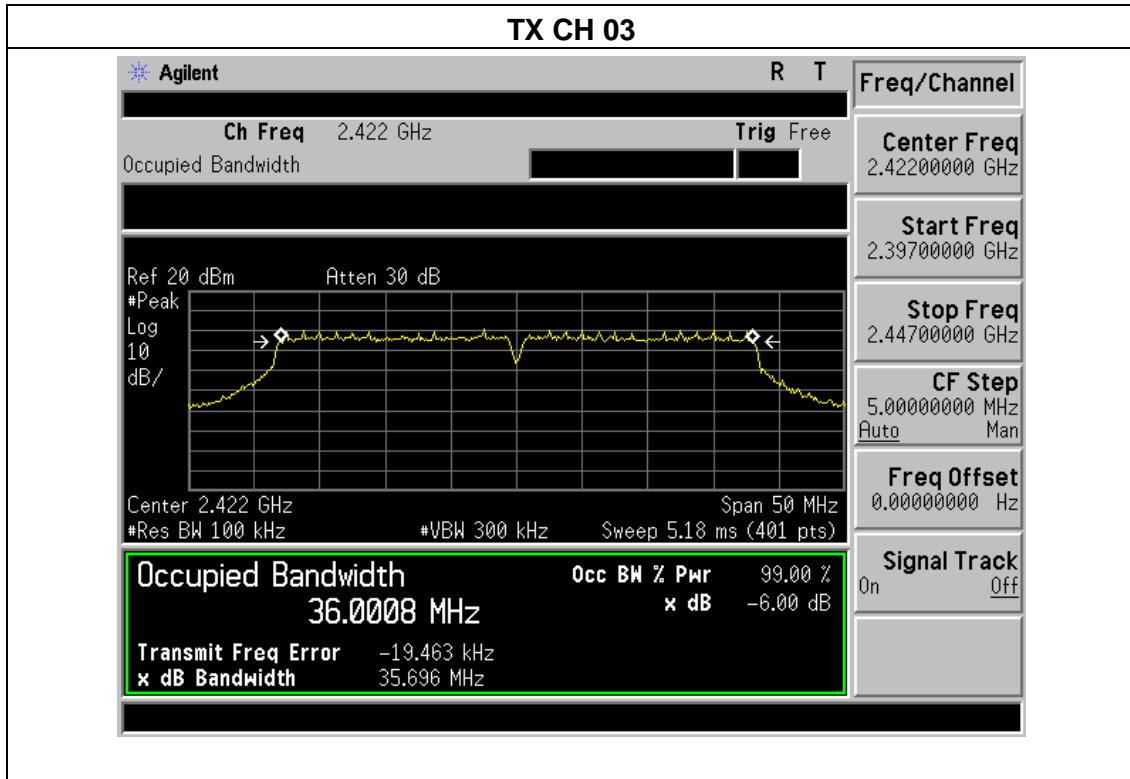 TX CH 03
Agilent R T
Ch Freq 2.422 GHz Trig Free
Occupied Bandwidth
Ref 20 dBm Atten 30 dB
#Peak
Log
10
dB/
Center 2.422 GHz Span 50 MHz
#Res BW 100 kHz #VBW 300 kHz Sweep 5.18 ms (401 pts)
Occupied Bandwidth Occ BW % Pwr 99.00 %
36.0008 MHz x dB -6.00 dB
Transmit Freq Error -19.463 kHz
x dB Bandwidth 35.696 MHz
Freq/Channel
Center Freq
2.42200000 GHz
Start Freq
2.39700000 GHz
Stop Freq
2.44700000 GHz
CF Step
5.00000000 MHz
Auto Man
Freq Offset
0.00000000 Hz
Signal Track
On Off